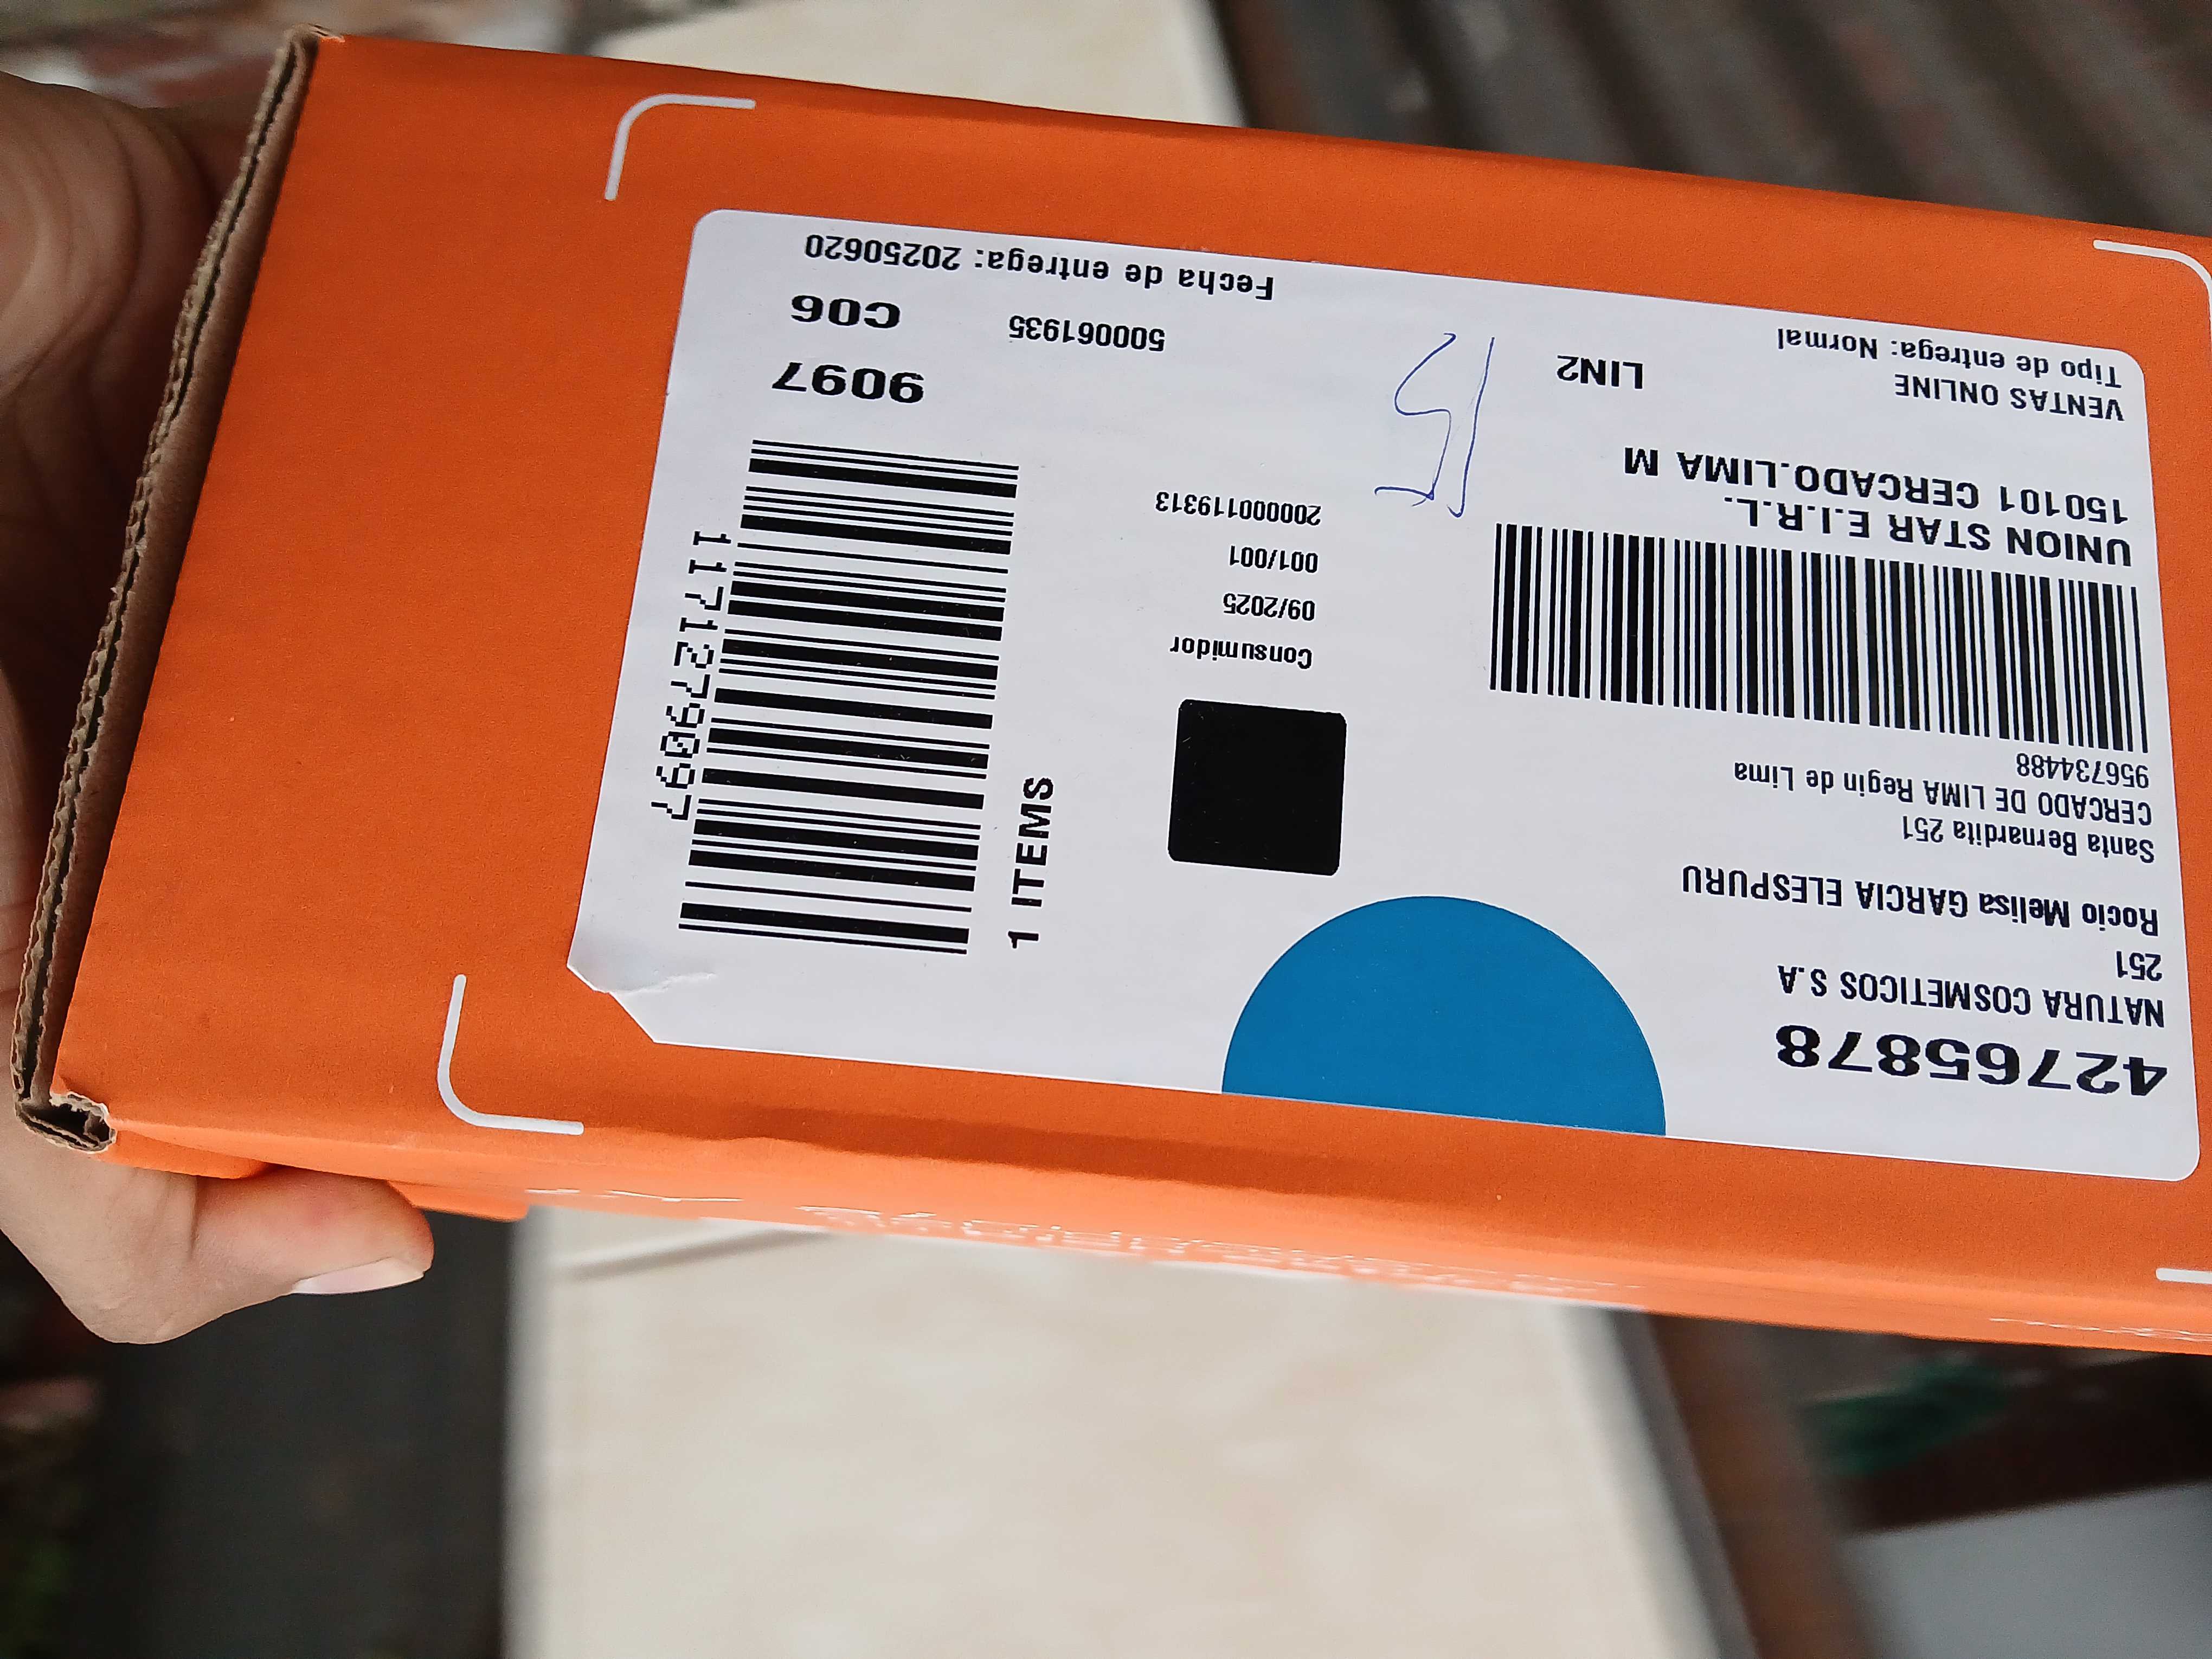 42765878
NATURA COSMETICOS S.A
251
Rocio Melisa GARCIA ELESPURU
Santa Bernardita 251
CERCADO DE LIMA Regin de Lima
956734488
UNION STAR E.I.R.L.
150101 CERCADO.LIMA M
VENTAS ONLINE
Tipo de entrega: Normal
LIN2
15
Consumidor
09/2025
001/001
20000119313
1 ITEMS
117127969097
9097
C06
500061935
Fecha de entrega: 20250620